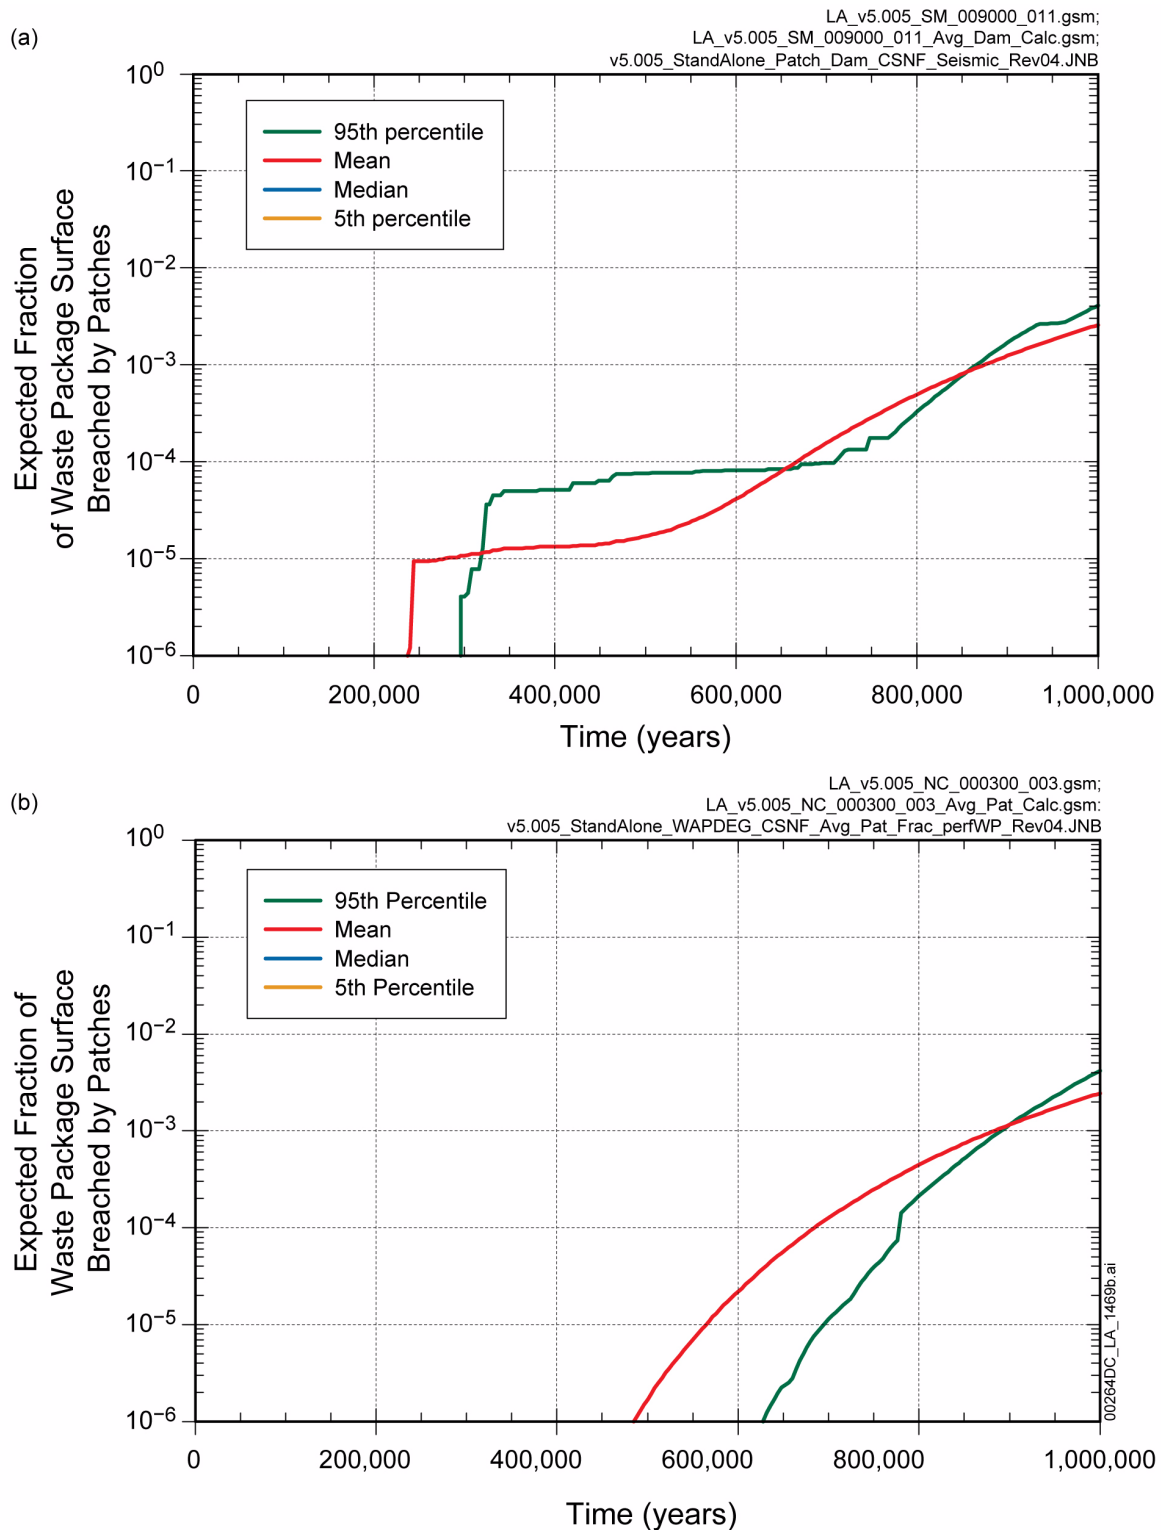 (a)
LA_v5.005_SM_009000_011.gsm;
LA_v5.005_SM_009000_011_Avg_Dam_Calc.gsm;
v5.005_StandAlone_Patch_Dam_CSNF_Seismic_Rev04.JNB
10⁰
10⁻¹
10⁻²
10⁻³
10⁻⁴
10⁻⁵
10⁻⁶
Expected Fraction
of Waste Package Surface
Breached by Patches
95th percentile
Mean
Median
5th percentile
0
200,000
400,000
600,000
800,000
1,000,000
Time (years)
(b)
LA_v5.005_NC_000300_003.gsm;
LA_v5.005_NC_000300_003_Avg_Pat_Calc.gsm:
v5.005_StandAlone_WAPDEG_CSNF_Avg_Pat_Frac_perfWP_Rev04.JNB
10⁰
10⁻¹
10⁻²
10⁻³
10⁻⁴
10⁻⁵
10⁻⁶
Expected Fraction of
Waste Package Surface
Breached by Patches
95th Percentile
Mean
Median
5th Percentile
0
200,000
400,000
600,000
800,000
1,000,000
Time (years)
00264DC_LA_1469b.ai